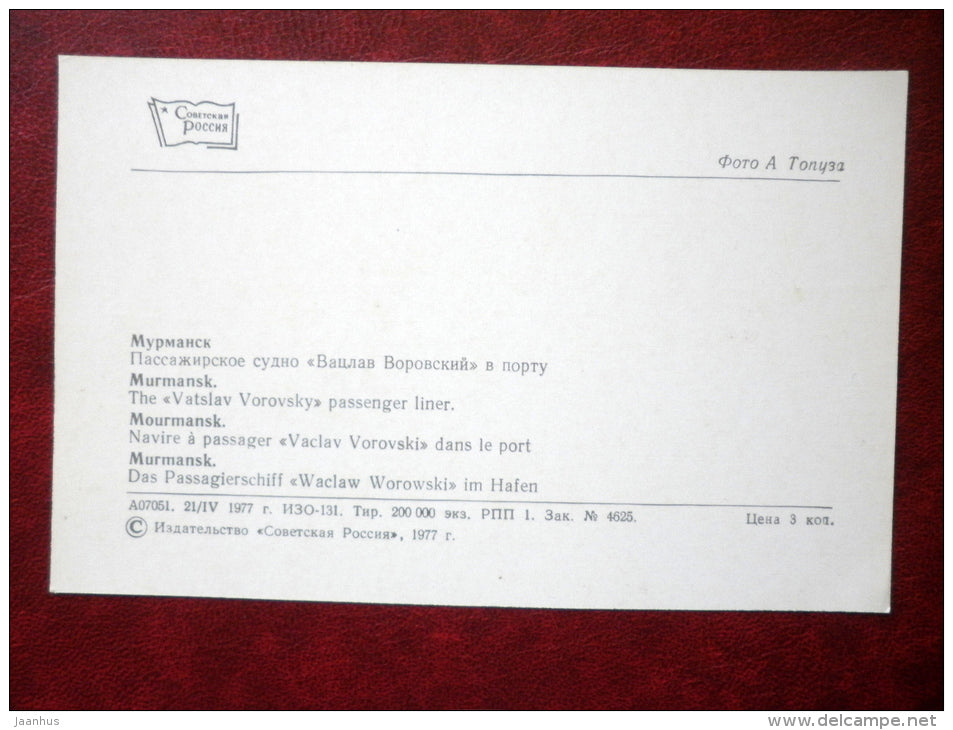 Советская
Россия
Фото А Топуза
Мурманск
Пассажирское судно «Вацлав Воровский» в порту
Murmansk.
The «Vatslav Vorovsky» passenger liner.
Mourmansk.
Navire à passager «Vaclav Vorovski» dans le port
Murmansk.
Das Passagierschiff «Waclaw Worowski» im Hafen
А07051. 21/IV 1977 г. ИЗО-131. Тир. 200 000 экз. РПП 1. Зак. № 4625. Цена 3 коп.
© Издательство «Советская Россия», 1977 г.
jaanhus
www.delcampe.net